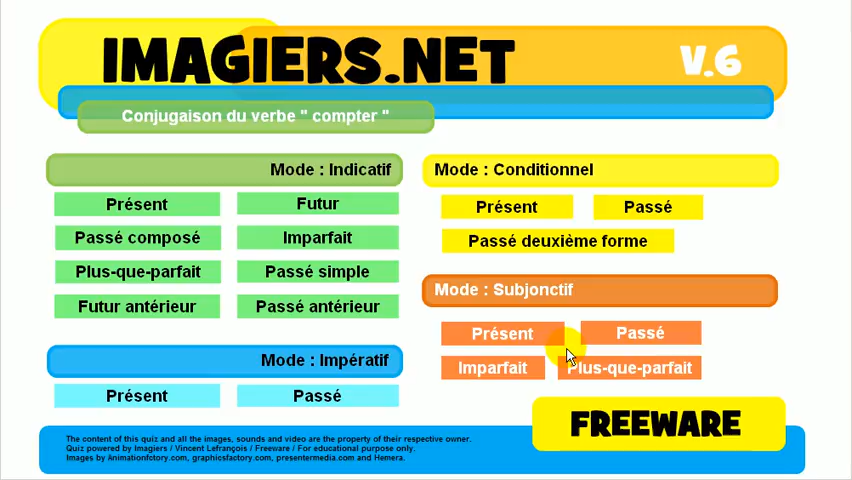 IMAGIERS.NET
V.6
Conjugaison du verbe " compter "
Mode : Indicatif
Présent
Futur
Passé composé
Imparfait
Plus-que-parfait
Passé simple
Futur antérieur
Passé antérieur
Mode : Impératif
Présent
Passé
Mode : Conditionnel
Présent
Passé
Passé deuxième forme
Mode : Subjonctif
Présent
Passé
Imparfait
Plus-que-parfait
FREEWARE
The content of this quiz and all the images, sounds and video are the property of their respective owner.
Quiz powered by Imagiers / Vincent Lefrançois / Freeware / For educational purpose only.
Images by Animationfctory.com, graphicsfactory.com, presentermedia.com and Hemera.